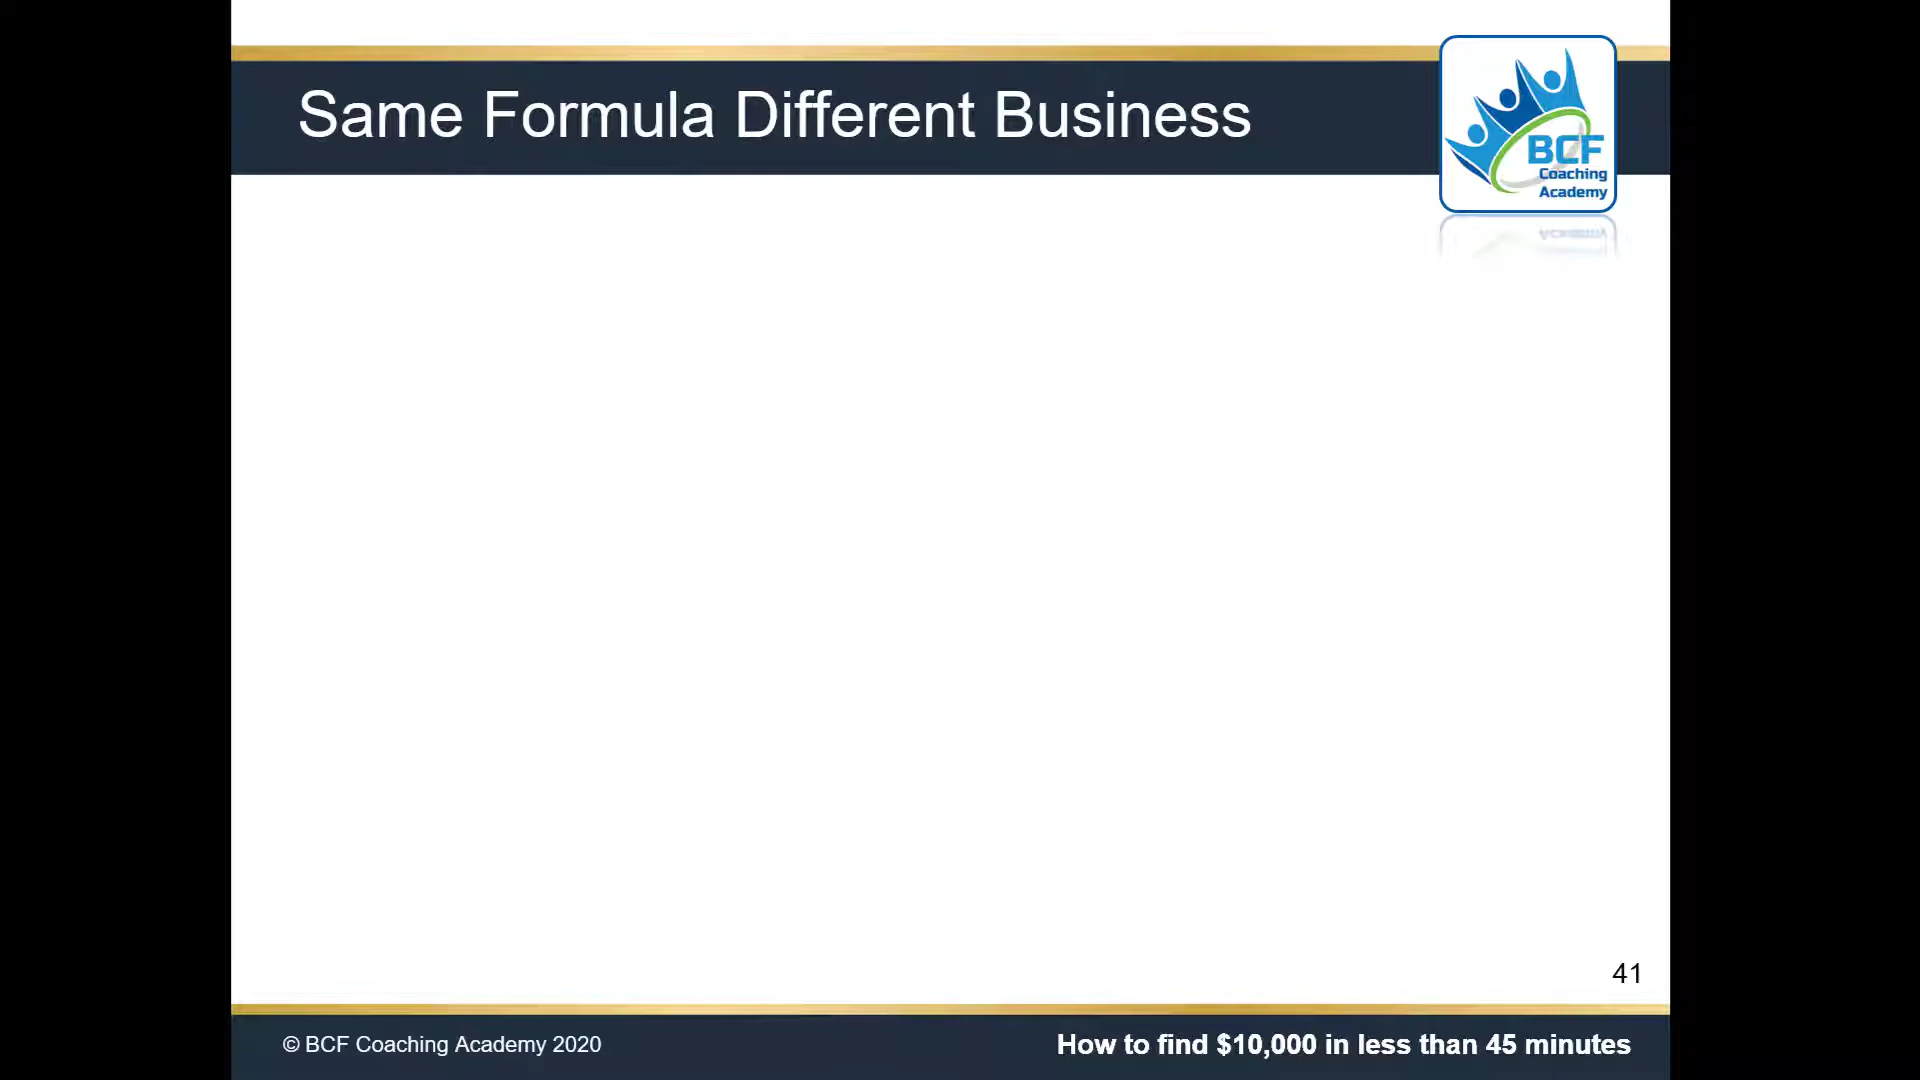 Same Formula Different Business
BCF
Coaching
Academy
41
© BCF Coaching Academy 2020
How to find $10,000 in less than 45 minutes